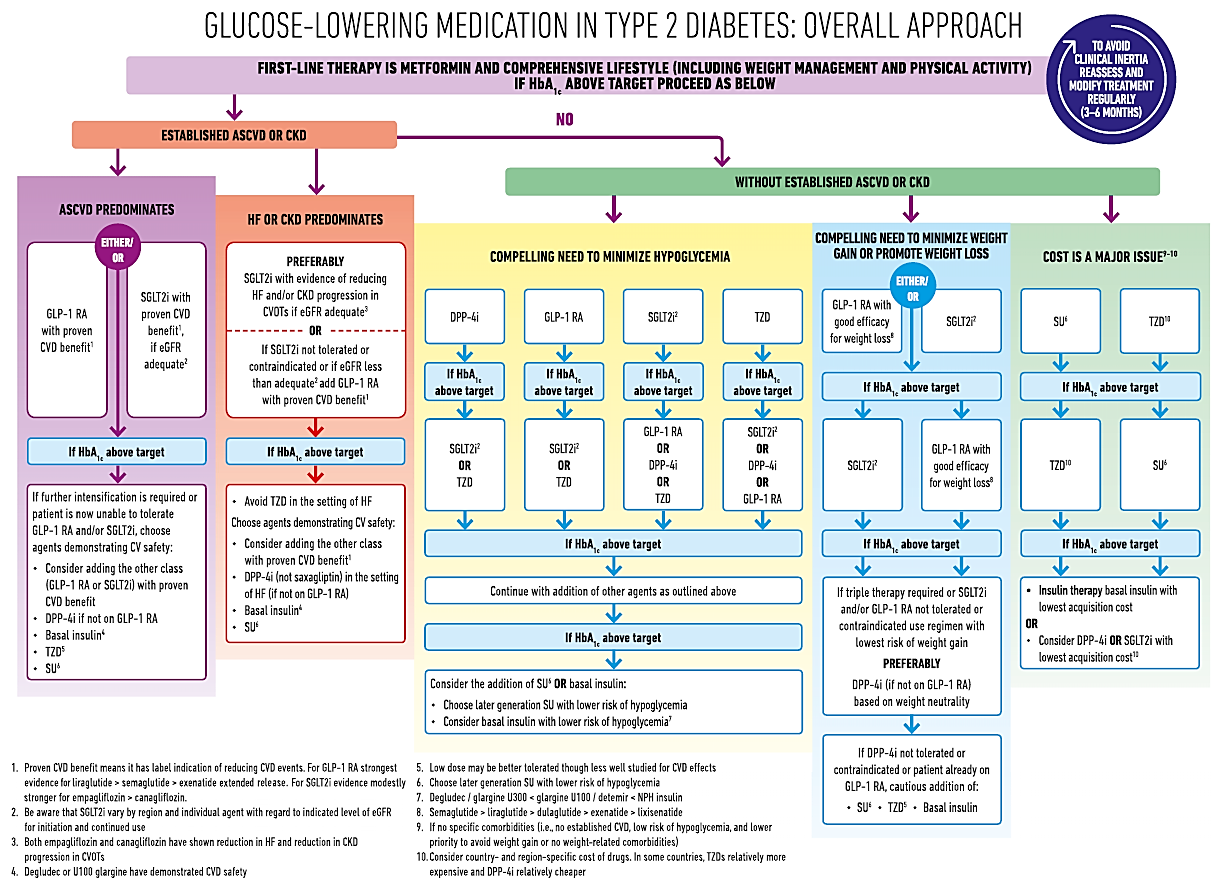 GLUCOSE-LOWERING MEDICATION IN TYPE 2 DIABETES: OVERALL APPROACH
TO AVOID
CLINICAL INERTIA
REASSESS AND
MODIFY TREATMENT
REGULARLY
(3–6 MONTHS)
FIRST-LINE THERAPY IS METFORMIN AND COMPREHENSIVE LIFESTYLE (INCLUDING WEIGHT MANAGEMENT AND PHYSICAL ACTIVITY)
IF HbA1c ABOVE TARGET PROCEED AS BELOW
NO
ESTABLISHED ASCVD OR CKD
WITHOUT ESTABLISHED ASCVD OR CKD
ASCVD PREDOMINATES
EITHER/
OR
GLP-1 RA
with proven
CVD benefit1
SGLT2i with
proven CVD
benefit1,
if eGFR
adequate2
If HbA1c above target
If further intensification is required or
patient is now unable to tolerate
GLP-1 RA and/or SGLT2i, choose
agents demonstrating CV safety:
• Consider adding the other class
(GLP-1 RA or SGLT2i) with proven
CVD benefit
• DPP-4i if not on GLP-1 RA
• Basal insulin4
• TZD5
• SU6
HF OR CKD PREDOMINATES
PREFERABLY
SGLT2i with evidence of reducing
HF and/or CKD progression in
CVOTs if eGFR adequate3
OR
If SGLT2i not tolerated or
contraindicated or if eGFR less
than adequate2 add GLP-1 RA
with proven CVD benefit1
If HbA1c above target
• Avoid TZD in the setting of HF
Choose agents demonstrating CV safety:
• Consider adding the other class
with proven CVD benefit1
• DPP-4i (not saxagliptin) in the setting
of HF (if not on GLP-1 RA)
• Basal insulin4
• SU6
COMPELLING NEED TO MINIMIZE HYPOGLYCEMIA
DPP-4i
GLP-1 RA
SGLT2i2
TZD
If HbA1c
above target
If HbA1c
above target
If HbA1c
above target
If HbA1c
above target
SGLT2i2
OR
TZD
SGLT2i2
OR
TZD
GLP-1 RA
OR
DPP-4i
OR
TZD
SGLT2i2
OR
DPP-4i
OR
GLP-1 RA
If HbA1c above target
Continue with addition of other agents as outlined above
If HbA1c above target
Consider the addition of SU6 OR basal insulin:
• Choose later generation SU with lower risk of hypoglycemia
• Consider basal insulin with lower risk of hypoglycemia7
COMPELLING NEED TO MINIMIZE WEIGHT
GAIN OR PROMOTE WEIGHT LOSS
EITHER/
OR
GLP-1 RA with
good efficacy
for weight loss8
SGLT2i2
If HbA1c above target
SGLT2i2
GLP-1 RA with
good efficacy
for weight loss8
If HbA1c above target
If triple therapy required or SGLT2i
and/or GLP-1 RA not tolerated or
contraindicated use regimen with
lowest risk of weight gain
PREFERABLY
DPP-4i (if not on GLP-1 RA)
based on weight neutrality
If DPP-4i not tolerated or
contraindicated or patient already on
GLP-1 RA, cautious addition of:
• SU6 • TZD5 • Basal insulin
COST IS A MAJOR ISSUE9-10
SU6
TZD10
If HbA1c above target
TZD10
SU6
If HbA1c above target
• Insulin therapy basal insulin with
lowest acquisition cost
OR
• Consider DPP-4i OR SGLT2i with
lowest acquisition cost10
1. Proven CVD benefit means it has label indication of reducing CVD events. For GLP-1 RA strongest
evidence for liraglutide > semaglutide > exenatide extended release. For SGLT2i evidence modestly
stronger for empagliflozin > canagliflozin.
2. Be aware that SGLT2i vary by region and individual agent with regard to indicated level of eGFR
for initiation and continued use
3. Both empagliflozin and canagliflozin have shown reduction in HF and reduction in CKD
progression in CVOTs
4. Degludec or U100 glargine have demonstrated CVD safety
5. Low dose may be better tolerated though less well studied for CVD effects
6. Choose later generation SU with lower risk of hypoglycemia
7. Degludec / glargine U300 < glargine U100 / detemir < NPH insulin
8. Semaglutide > liraglutide > dulaglutide > exenatide > lixisenatide
9. If no specific comorbidities (i.e., no established CVD, low risk of hypoglycemia, and lower
priority to avoid weight gain or no weight-related comorbidities)
10. Consider country- and region-specific cost of drugs. In some countries, TZDs relatively more
expensive and DPP-4i relatively cheaper